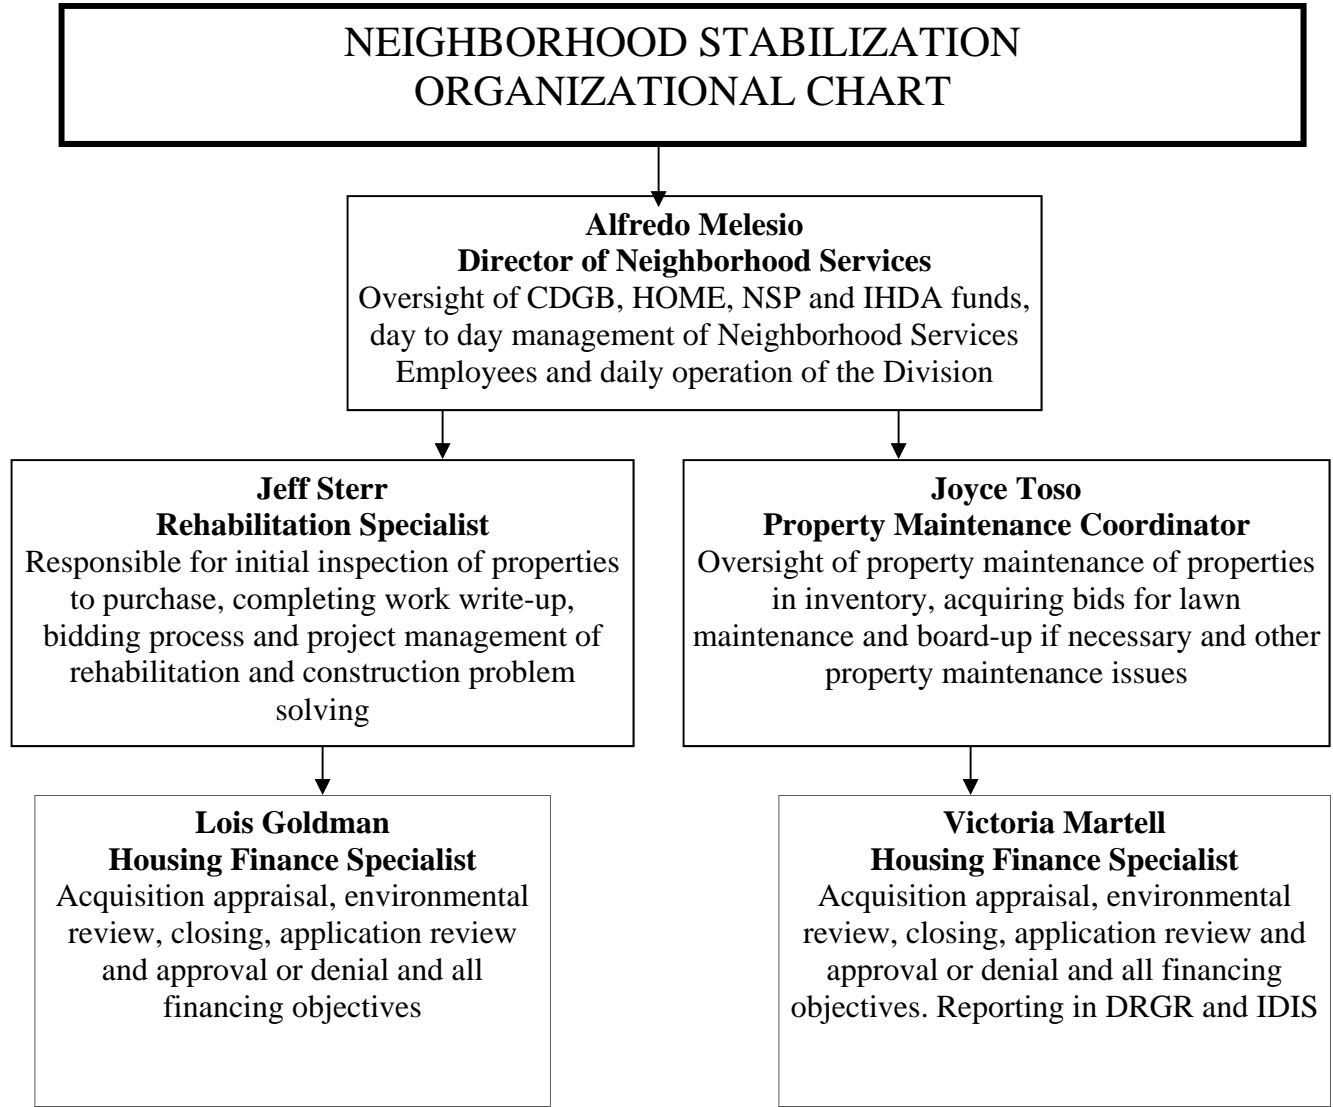 NEIGHBORHOOD STABILIZATION
ORGANIZATIONAL CHART
Alfredo Melesio
Director of Neighborhood Services
Oversight of CDGB, HOME, NSP and IHDA funds,
day to day management of Neighborhood Services
Employees and daily operation of the Division
Jeff Sterr
Rehabilitation Specialist
Responsible for initial inspection of properties
to purchase, completing work write-up,
bidding process and project management of
rehabilitation and construction problem
solving
Joyce Toso
Property Maintenance Coordinator
Oversight of property maintenance of properties
in inventory, acquiring bids for lawn
maintenance and board-up if necessary and other
property maintenance issues
Lois Goldman
Housing Finance Specialist
Acquisition appraisal, environmental
review, closing, application review
and approval or denial and all
financing objectives
Victoria Martell
Housing Finance Specialist
Acquisition appraisal, environmental
review, closing, application review and
approval or denial and all financing
objectives. Reporting in DRGR and IDIS